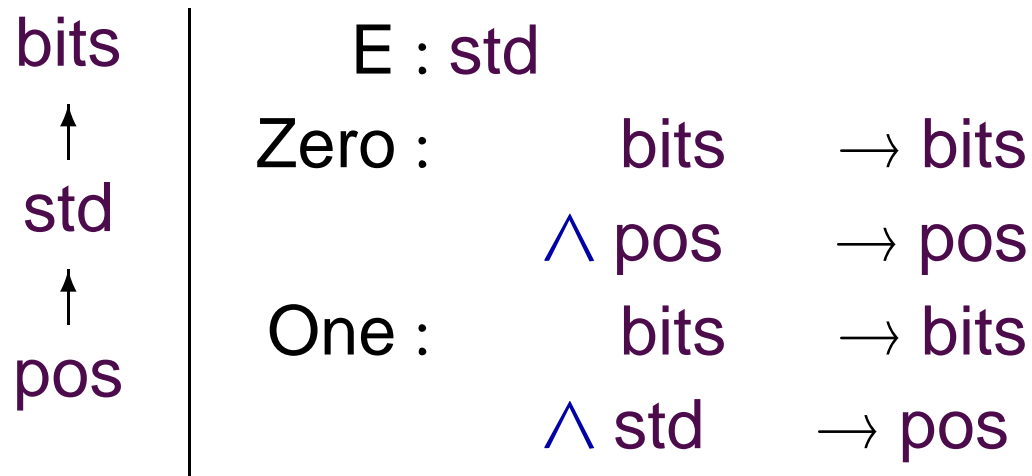 bits
↑
std
↑
pos
E : std
Zero : bits → bits
∧ pos → pos
One : bits → bits
∧ std → pos